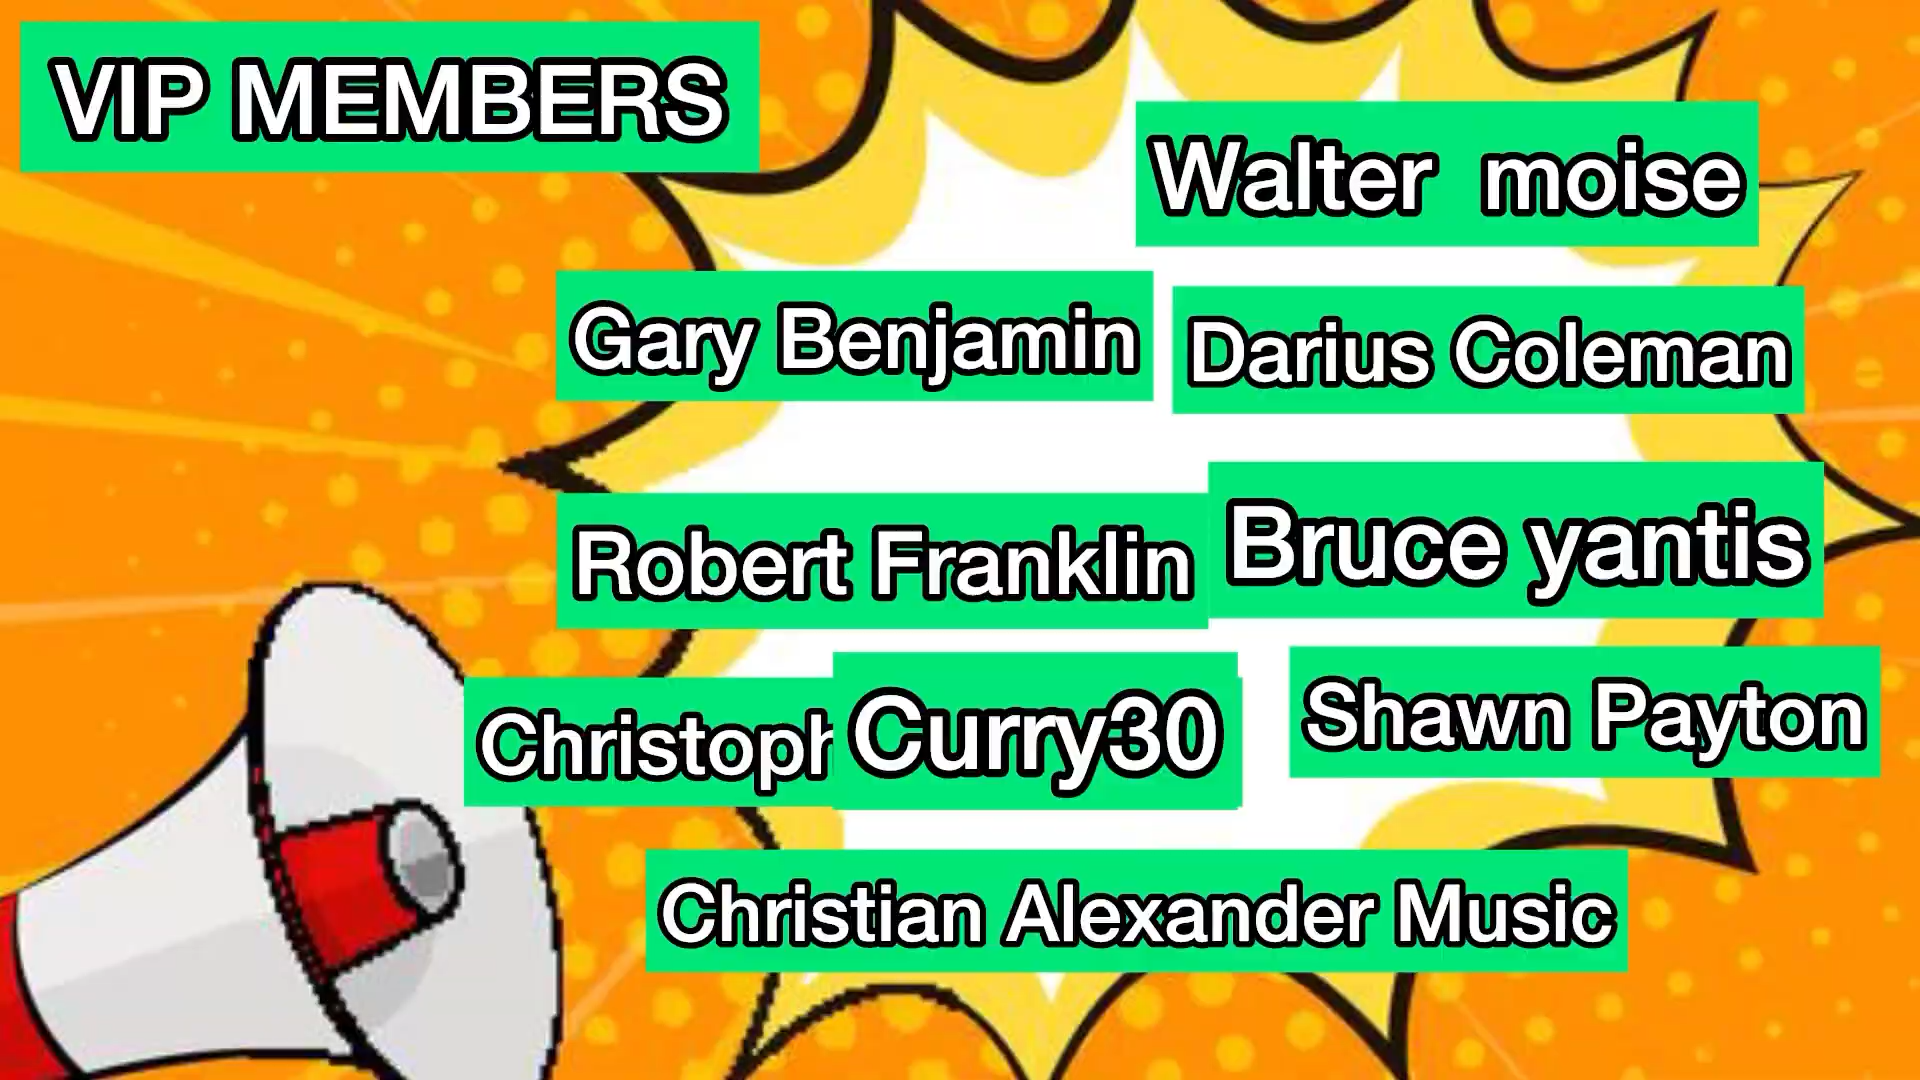 VIP MEMBERS
Walter moise
Gary Benjamin
Darius Coleman
Robert Franklin
Bruce yantis
Curry30
Shawn Payton
Christian Alexander Music